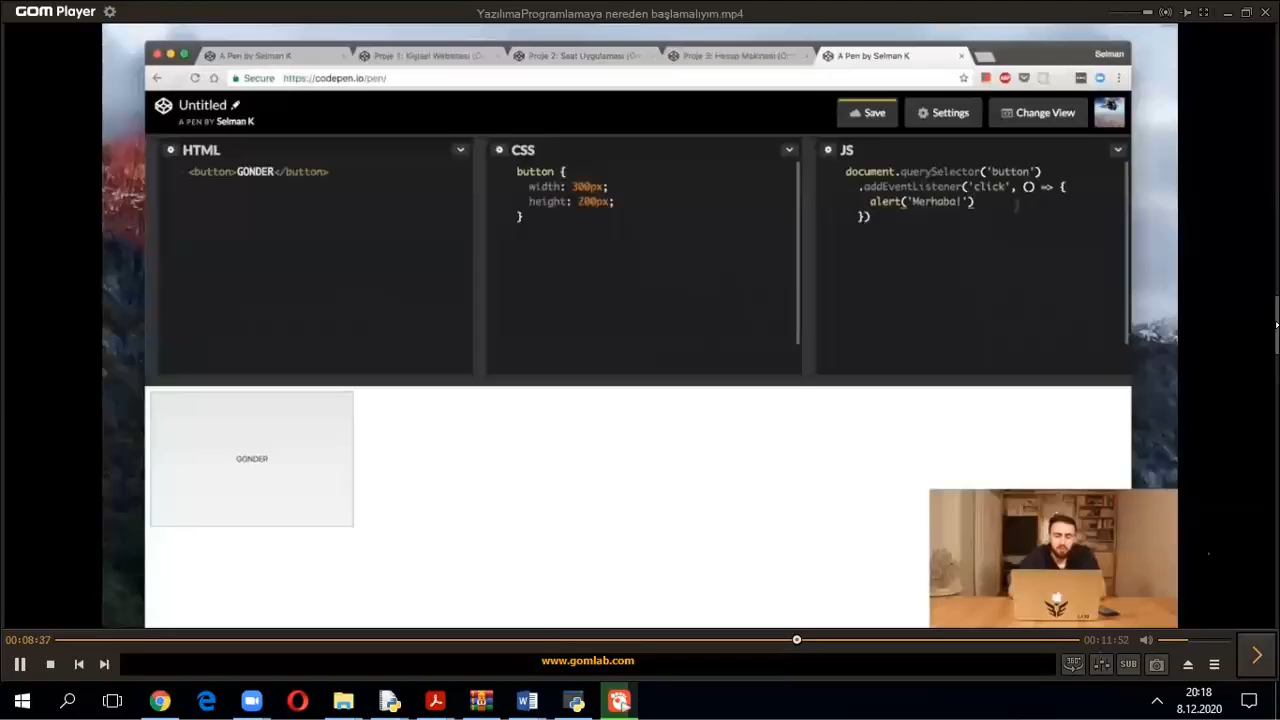 GOM Player
YazılımaProgramlamaya nereden başlamalıyım.mp4
A Pen by Selman K
Proje 1: Kişisel Websitesi (O
Proje 2: Saat Uygulaması (O
Proje 3: Hesap Makinesi (O
A Pen by Selman K
Selman
Secure
https://codepen.io/pen/
Untitled
A PEN BY Selman K
Save
Settings
Change View
HTML
<button>GONDER</button>
CSS
button {
width: 300px;
height: 200px;
}
JS
document.querySelector('button')
.addEventListener('click', () => {
alert('Merhaba!')
})
GONDER
00:08:37
00:11:52
www.gomlab.com
360°
SUB
20:18
8.12.2020